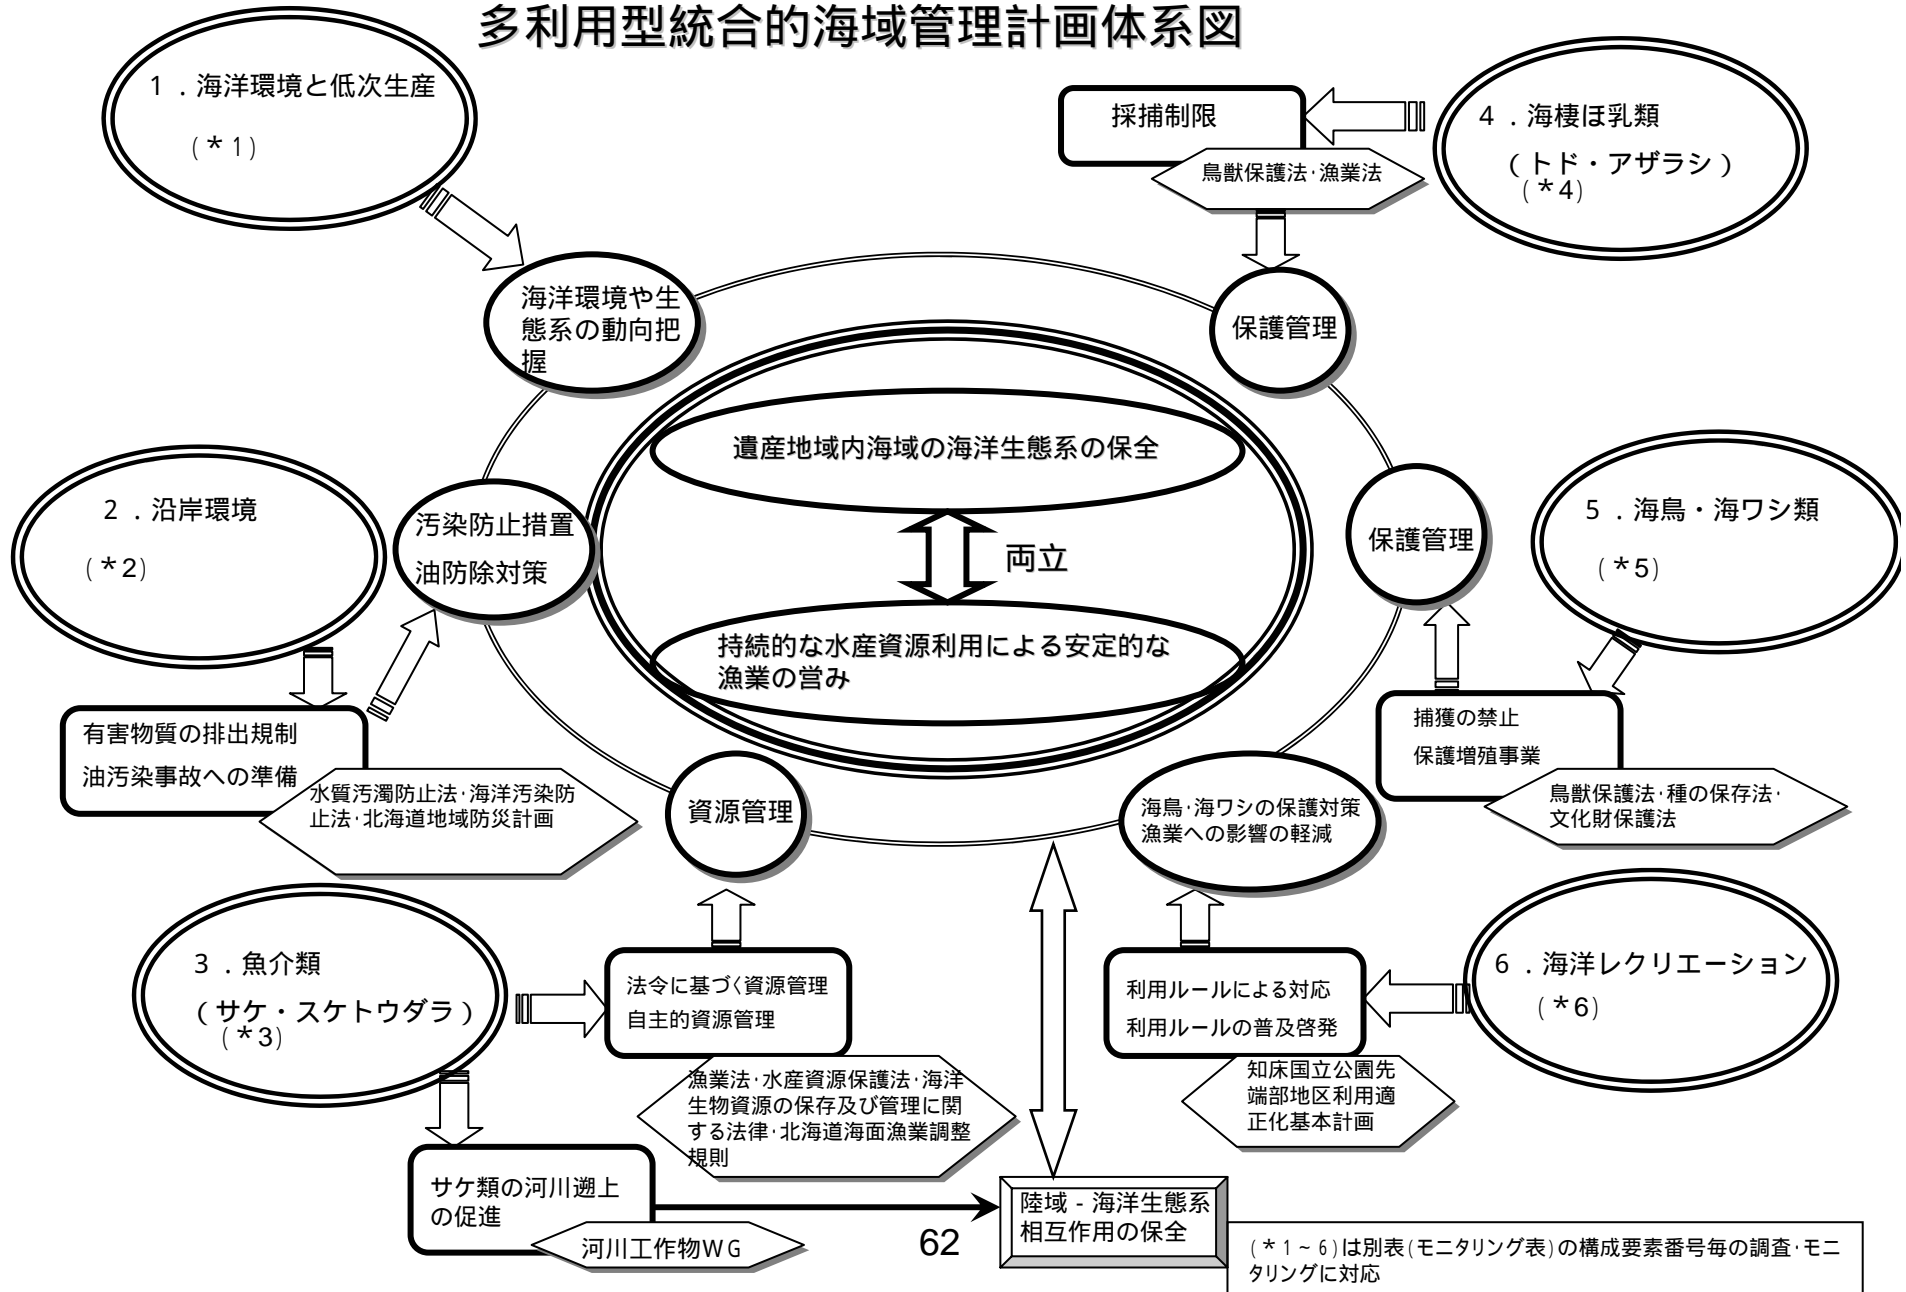 多利用型統合的海域管理計画体系図
1．海洋環境と低次生産
(＊1)
海洋環境や生
態系の動向把
握
採捕制限
鳥獣保護法･漁業法
4．海棲ほ乳類
（トド・アザラシ）
(＊4)
保護管理
遺産地域内海域の海洋生態系の保全
両立
持続的な水産資源利用による安定的な
漁業の営み
2．沿岸環境
(＊2)
汚染防止措置
油防除対策
有害物質の排出規制
油汚染事故への準備
水質汚濁防止法･海洋汚染防
止法･北海道地域防災計画
保護管理
5．海鳥・海ワシ類
(＊5)
捕獲の禁止
保護増殖事業
鳥獣保護法･種の保存法･
文化財保護法
資源管理
海鳥･海ワシの保護対策
漁業への影響の軽減
3．魚介類
（サケ・スケトウダラ）
(＊3)
法令に基づく資源管理
自主的資源管理
漁業法･水産資源保護法･海洋
生物資源の保存及び管理に関
する法律･北海道海面漁業調整
規則
利用ルールによる対応
利用ルールの普及啓発
知床国立公園先
端部地区利用適
正化基本計画
6．海洋レクリエーション
(＊6)
サケ類の河川遡上
の促進
河川工作物WG
62
陸域‐海洋生態系
相互作用の保全
(＊1～6)は別表(モニタリング表)の構成要素番号毎の調査･モニ
タリングに対応